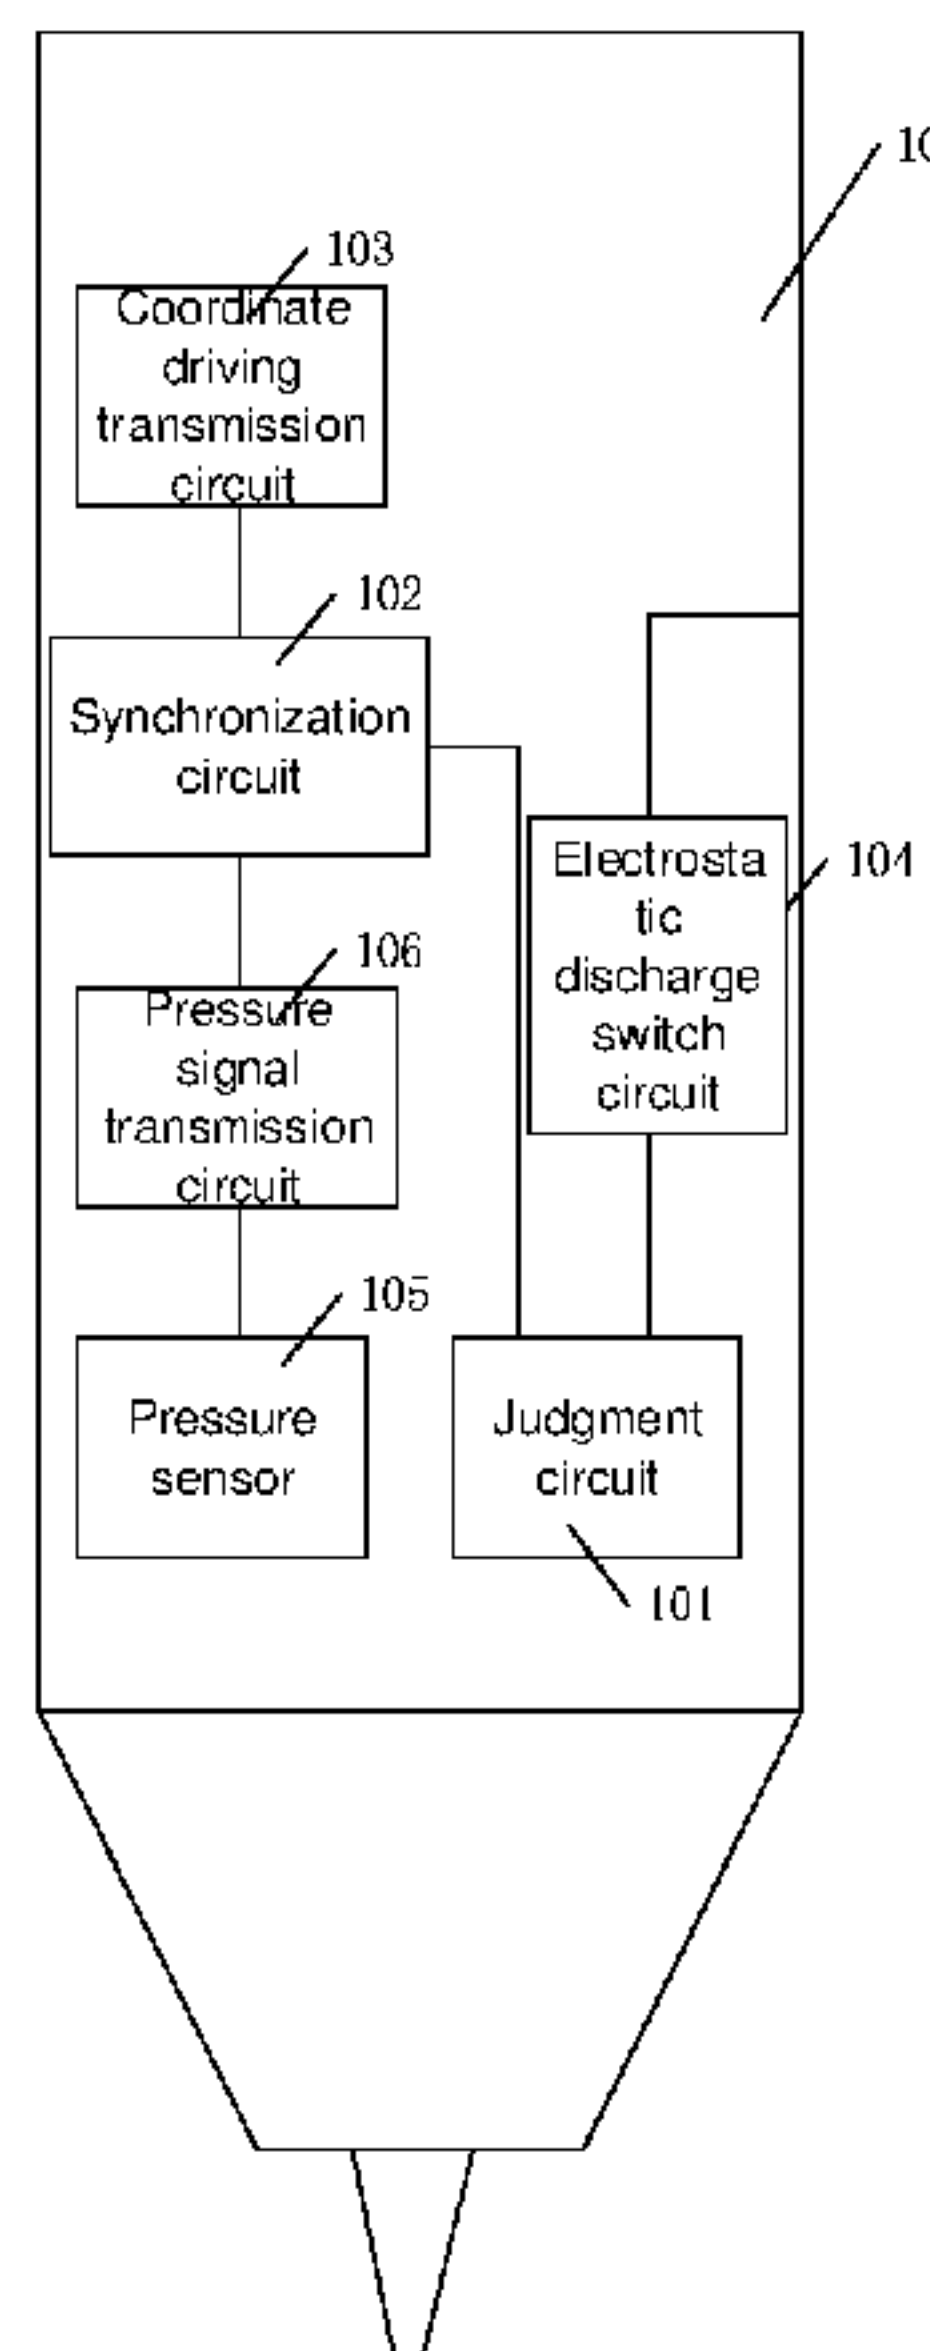 103
Coordinate
driving
transmission
circuit
102
Synchronization
circuit
104
Electrosta
tic
discharge
switch
circuit
106
Pressure
signal
transmission
circuit
105
Pressure
sensor
Judgment
circuit
101